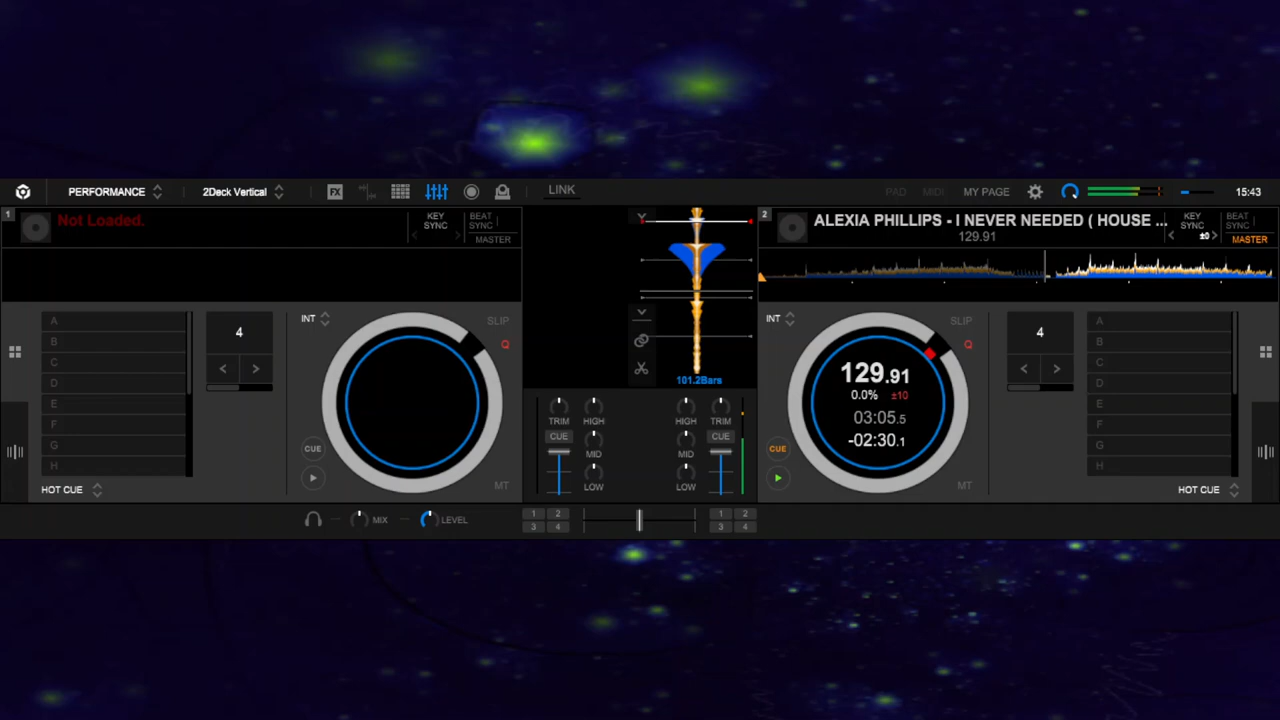 PERFORMANCE 2Deck Vertical FX LINK PAD MIDI MY PAGE 15:43
1 Not Loaded. KEY SYNC BEAT SYNC MASTER
2 ALEXIA PHILLIPS - I NEVER NEEDED ( HOUSE ... KEY SYNC BEAT SYNC
129.91 ±0 MASTER
INT SLIP INT SLIP
A 4 Q 4 Q A
B B
C C
D 129.91 D
E 0.0% ±10 E
F 03:05.5 F
G -02:30.1 G
H H
101.2Bars
TRIM HIGH HIGH TRIM
CUE CUE CUE CUE
MID MID
LOW LOW
HOT CUE MT MT HOT CUE
MIX LEVEL 1 2 1 2
3 4 3 4